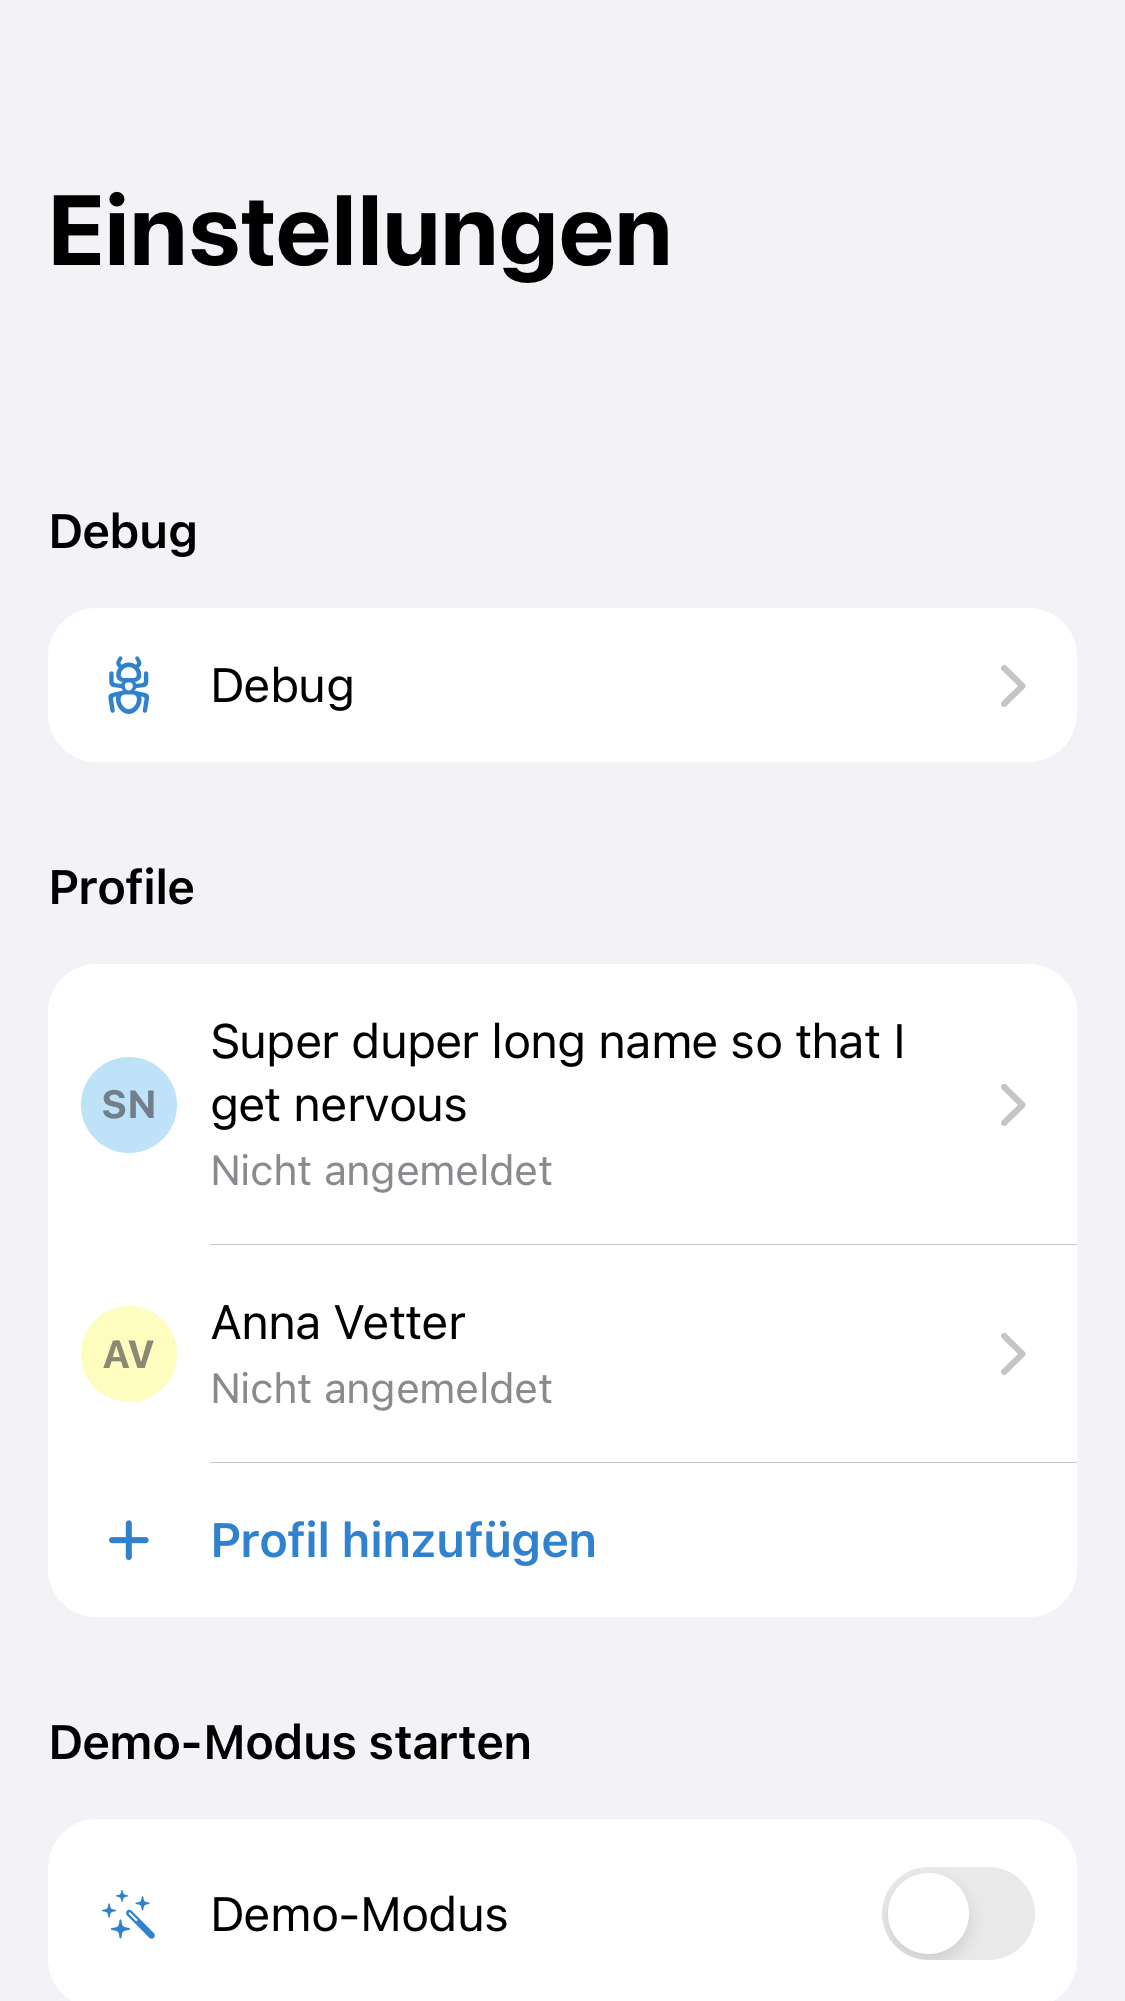 Einstellungen
Debug
Debug
Profile
SN
Super duper long name so that I
get nervous
Nicht angemeldet
AV
Anna Vetter
Nicht angemeldet
Profil hinzufügen
Demo-Modus starten
Demo-Modus